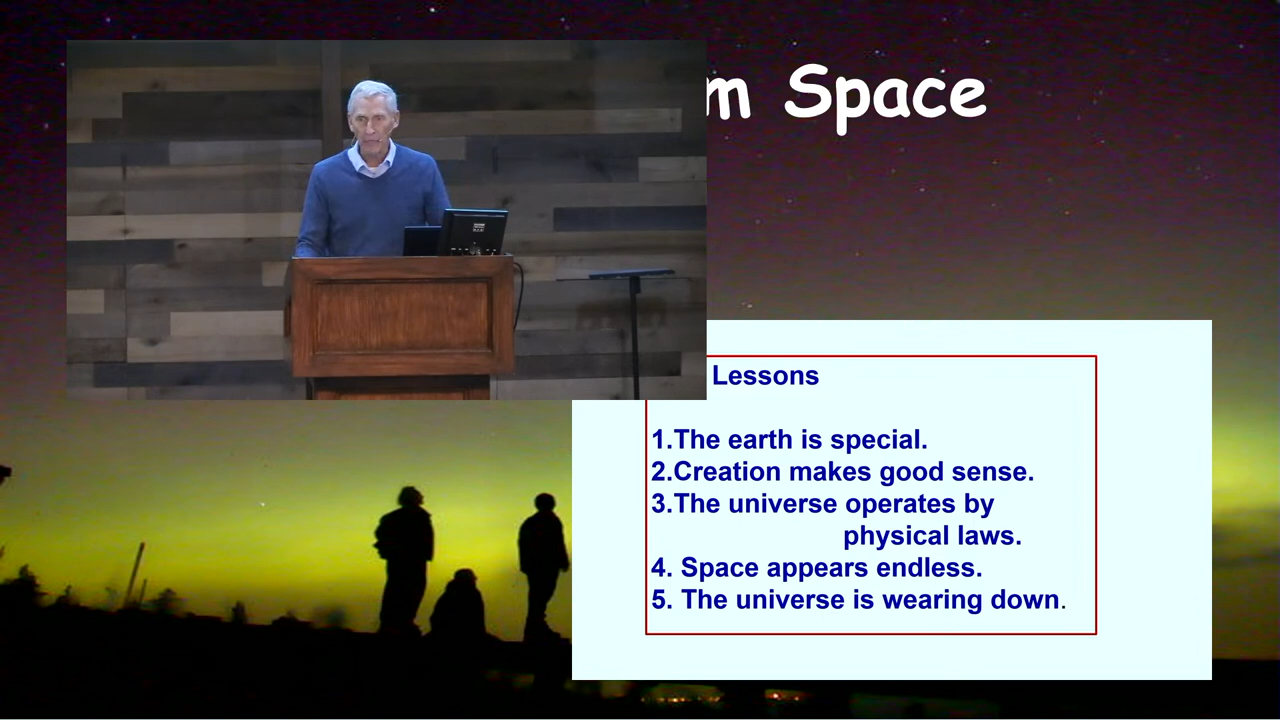 m Space
Lessons
1.The earth is special.
2.Creation makes good sense.
3.The universe operates by
physical laws.
4. Space appears endless.
5. The universe is wearing down.